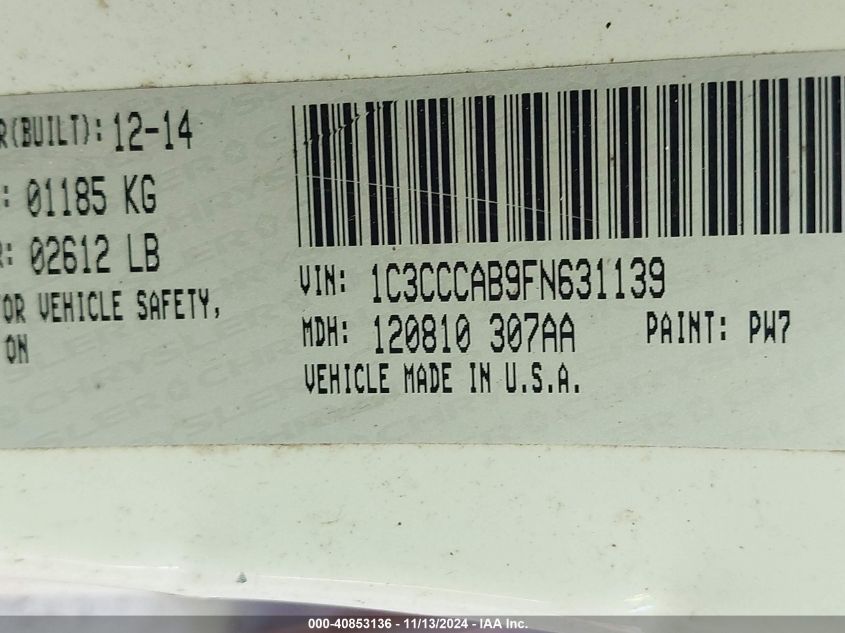 R(BUILT): 12-14
: 01185 KG
R: 02612 LB
OR VEHICLE SAFETY,
ON
VIN: 1C3CCCAB9FN631139
MDH: 120810 307AA PAINT: PW7
VEHICLE MADE IN U.S.A.
000-40853136 - 11/13/2024 - IAA Inc.